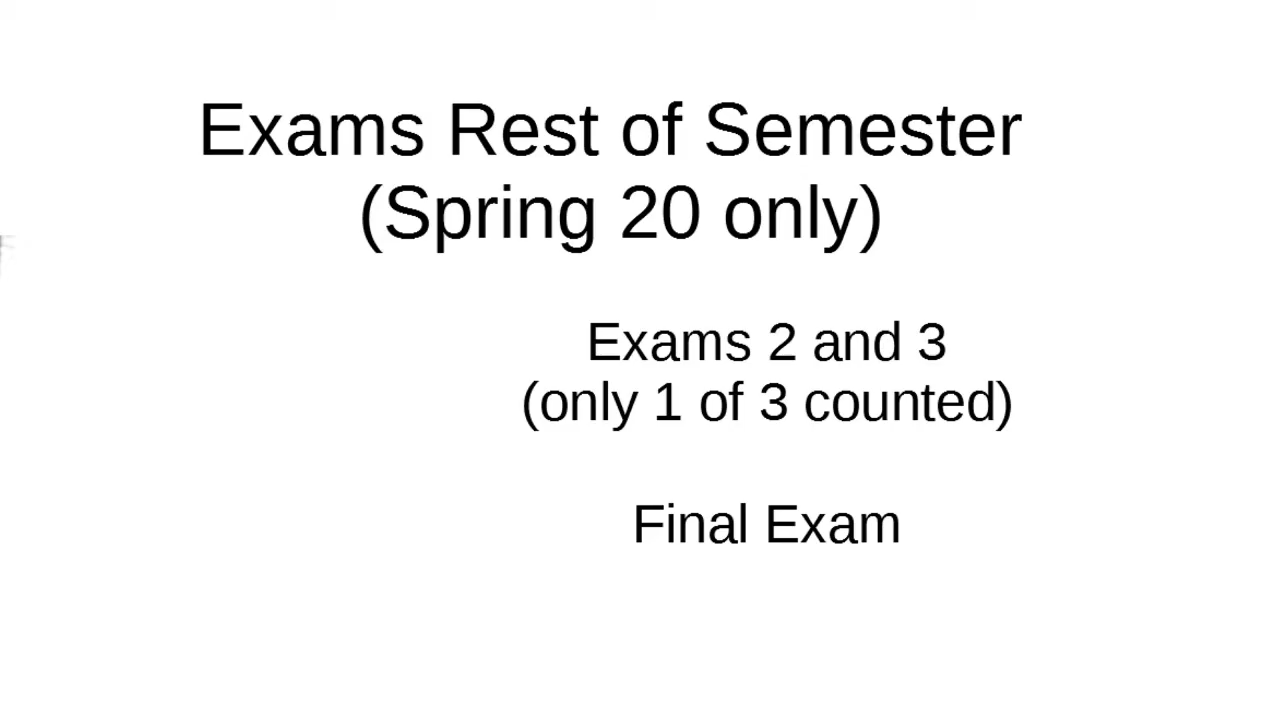 Exams Rest of Semester
(Spring 20 only)
Exams 2 and 3
(only 1 of 3 counted)
Final Exam